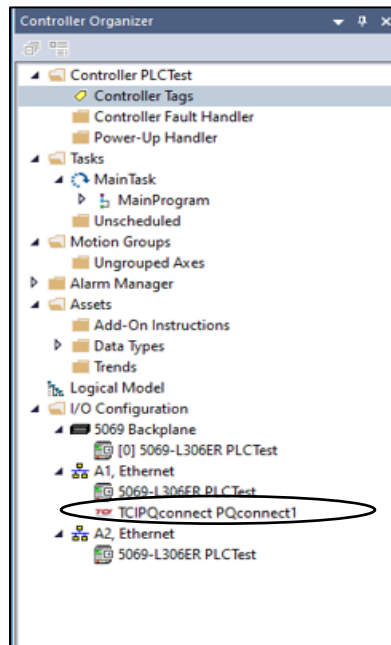 Controller Organizer
Controller PLCTest
Controller Tags
Controller Fault Handler
Power-Up Handler
Tasks
MainTask
MainProgram
Unscheduled
Motion Groups
Ungrouped Axes
Alarm Manager
Assets
Add-On Instructions
Data Types
Trends
Logical Model
I/O Configuration
5069 Backplane
[0] 5069-L306ER PLCTest
A1, Ethernet
5069-L306ER PLCTest
TCI TCIPQconnect PQconnect1
A2, Ethernet
5069-L306ER PLCTest